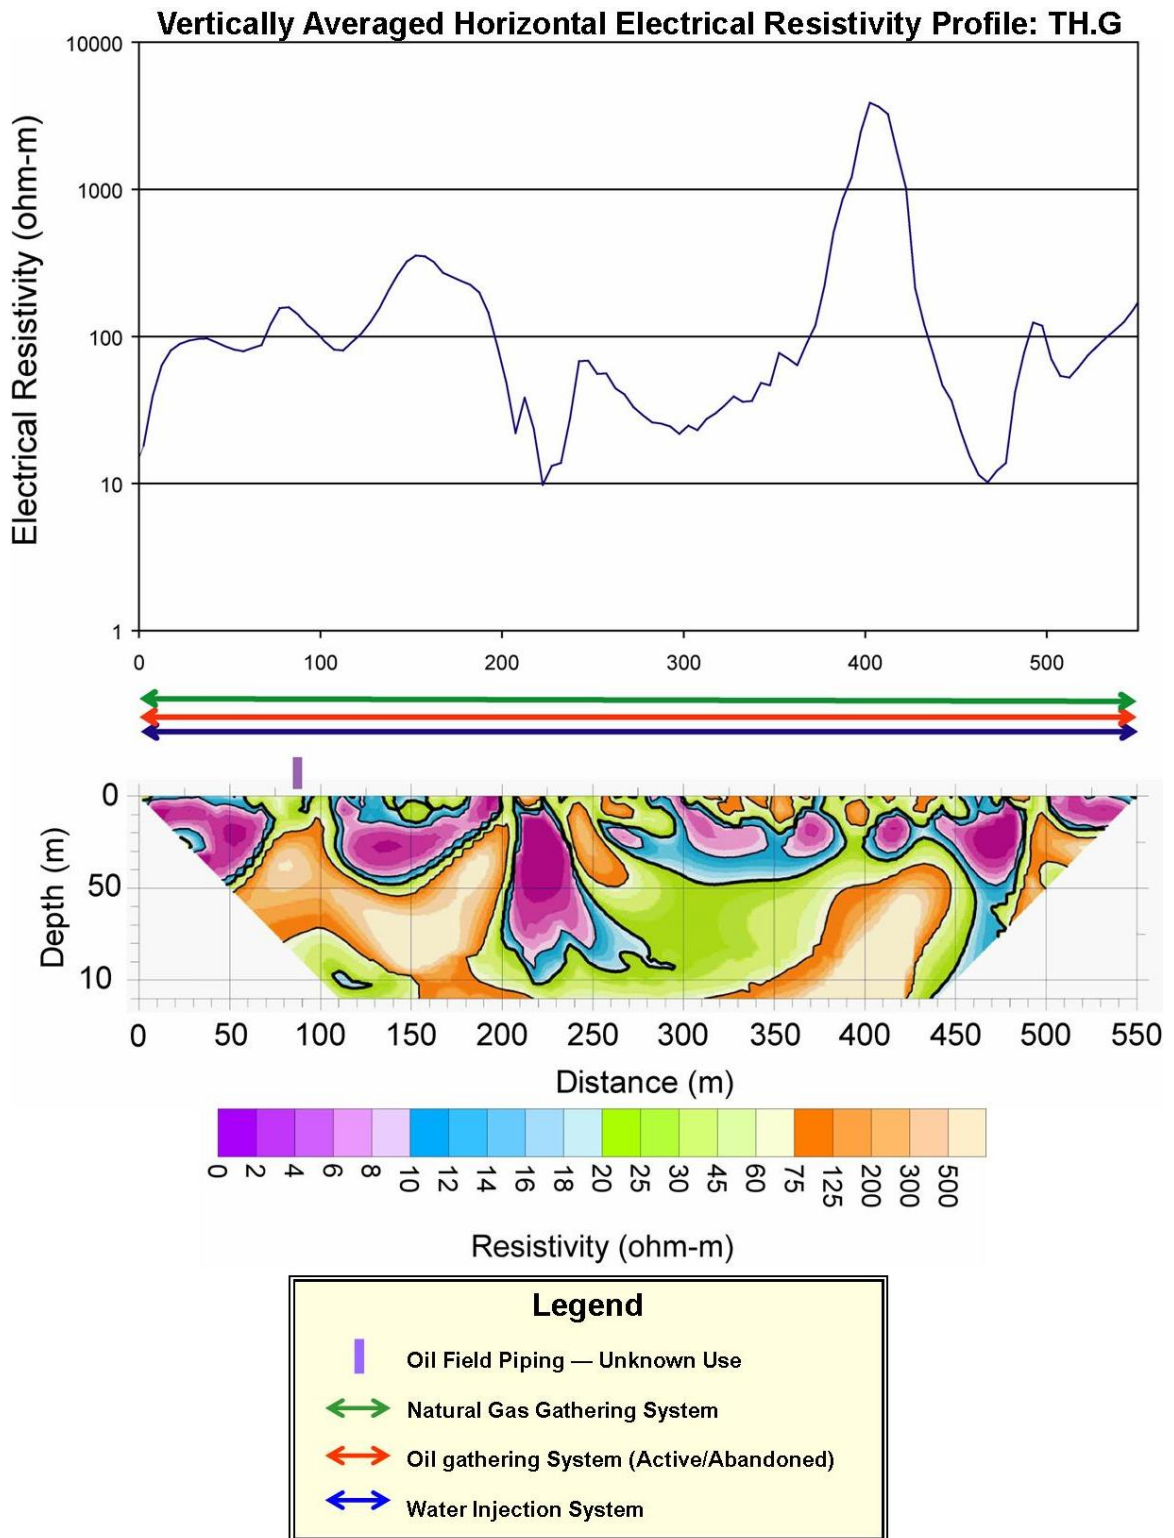 Vertically Averaged Horizontal Electrical Resistivity Profile: TH.G
Electrical Resistivity (ohm-m)
10000
1000
100
10
1
0 100 200 300 400 500
Depth (m)
0
50
10
0 50 100 150 200 250 300 350 400 450 500 550
Distance (m)
0 2 4 6 8 10 12 14 16 18 20 25 30 45 60 75 125 200 300 500
Resistivity (ohm-m)
Legend
Oil Field Piping — Unknown Use
Natural Gas Gathering System
Oil gathering System (Active/Abandoned)
Water Injection System